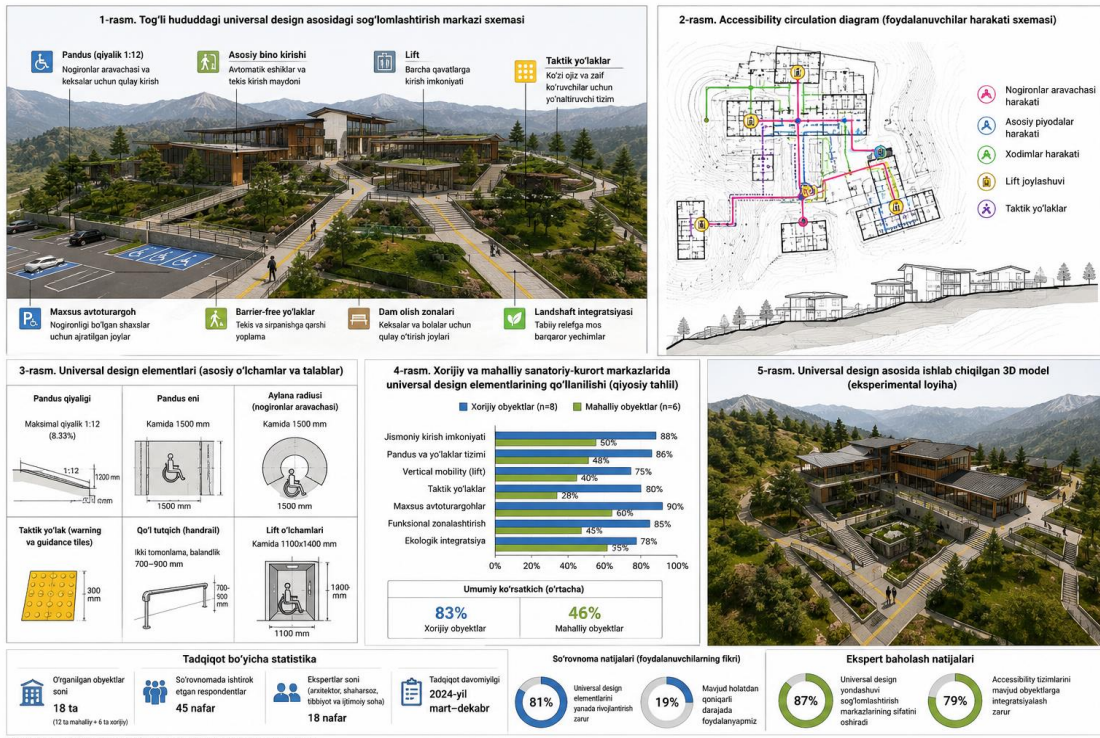 1-rasm. Tog‘li hududdagi universal design asosidagi sog‘lomlashtirish markazi sxemasi
Pandus (qiyalik 1:12)
Nogironlar aravachasi va
keksalar uchun qulay kirish
Asosiy bino kirishi
Avtomatik eshiklar va
tekis kirish maydoni
Lift
Barcha qavatlarga
kirish imkoniyati
Taktik yo‘laklar
Ko‘zi ojiz va zaif
ko‘ruvchilar uchun
yo‘naltiruvchi tizim
Maxsus avtoturargoh
Nogironligi bo‘lgan shaxslar
uchun ajratilgan joylar
Barrier-free yo‘laklar
Tekis va sirpanishga qarshi
yoplama
Dam olish zonalari
Keksalar va bolalar uchun
qulay o‘tirish joylari
Landshaft integratsiyasi
Tabiiy relefga mos
barqaror yechimlar
2-rasm. Accessibility circulation diagram (foydalanuvchilar harakati sxemasi)
Nogironlar aravachasi
harakati
Asosiy piyodalar
harakati
Xodimlar harakati
Lift joylashuvi
Taktik yo‘laklar
3-rasm. Universal design elementlari (asosiy o‘lchamlar va talablar)
Pandus qiyaligi
Maksimal qiyalik 1:12
(8.33%)
1:12
1200 mm
Pandus eni
Kamida 1500 mm
1500 mm
Aylana radiusi
(nogironlar aravachasi)
Kamida 1500 mm
1500 mm
Taktik yo‘lak (warning
va guidance tiles)
300
mm
Qo‘l tutqich (handrail)
Ikki tomonlama, balandlik
700–900 mm
700-
900
mm
Lift o‘lchamlari
Kamida 1100x1400 mm
mm
1100 mm
4-rasm. Xorijiy va mahalliy sanatoriy-kurort markazlarida
universal design elementlarining qo‘llanilishi (qiyosiy tahlil)
Xorijiy obyektlar (n=8)
Mahalliy obyektlar (n=6)
Jismoniy kirish imkoniyati
88%
50%
Pandus va yo‘laklar tizimi
86%
48%
Vertical mobility (lift)
75%
40%
Taktik yo‘laklar
80%
28%
Maxsus avtoturargohlar
90%
60%
Funksional zonalashtirish
85%
45%
Ekologik integratsiya
78%
35%
0% 20% 40% 60% 80% 100%
Umumiy ko‘rsatkich (o‘rtacha)
83%
Xorijiy obyektlar
46%
Mahalliy obyektlar
5-rasm. Universal design asosida ishlab chiqilgan 3D model
(eksperimental loyiha)
Tadqiqot bo‘yicha statistika
O‘rganilgan obyektlar
soni
18 ta
(12 ta mahalliy + 6 ta xorijiy)
So‘rovnomada ishtirok
etgan respondentlar
45 nafar
Ekspertlar soni
(arxitektor, shaharsoz,
tibbiyot va ijtimoiy soha)
18 nafar
Tadqiqot davomiyligi
2024-yil
mart–dekabr
So‘rovnoma natijalari (foydalanuvchilarning fikri)
81%
Universal design
elementlarini
yanada rivojlantirish
zarur
19%
Mavjud holatdan
qoniqarli
darajada
foydalanyapmiz
Ekspert baholash natijalari
87%
Universal design
yondashuvi
sog‘lomlashtirish
markazlarining sifatini
oshiradi
79%
Accessibility tizimlarini
mavjud obyektlarga
integratsiyalash
zarur